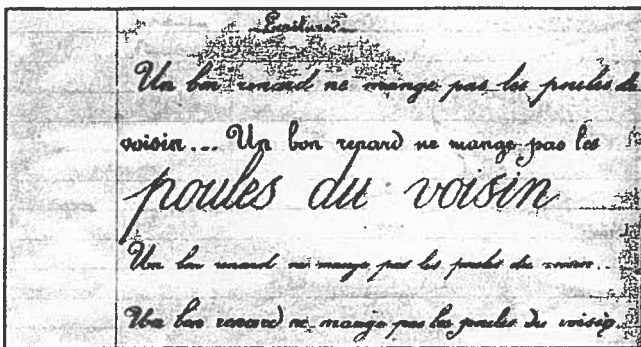 Ecriture
Un bon renard ne mange pas les poules du
voisin... Un bon renard ne mange pas les
poules du voisin
Un bon renard ne mange pas les poules du voisin..
Un bon renard ne mange pas les poules du voisin.